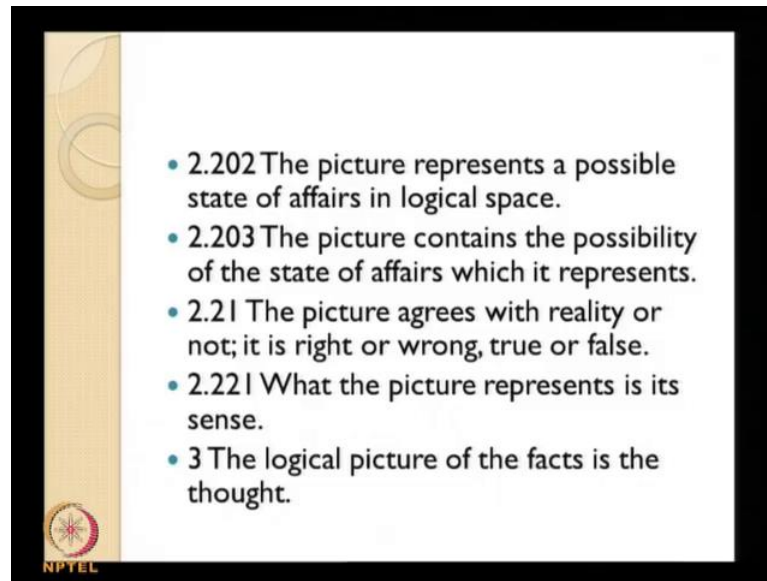 • 2.202 The picture represents a possible
state of affairs in logical space.
• 2.203 The picture contains the possibility
of the state of affairs which it represents.
• 2.21 The picture agrees with reality or
not; it is right or wrong, true or false.
• 2.221 What the picture represents is its
sense.
• 3 The logical picture of the facts is the
thought.
NPTEL